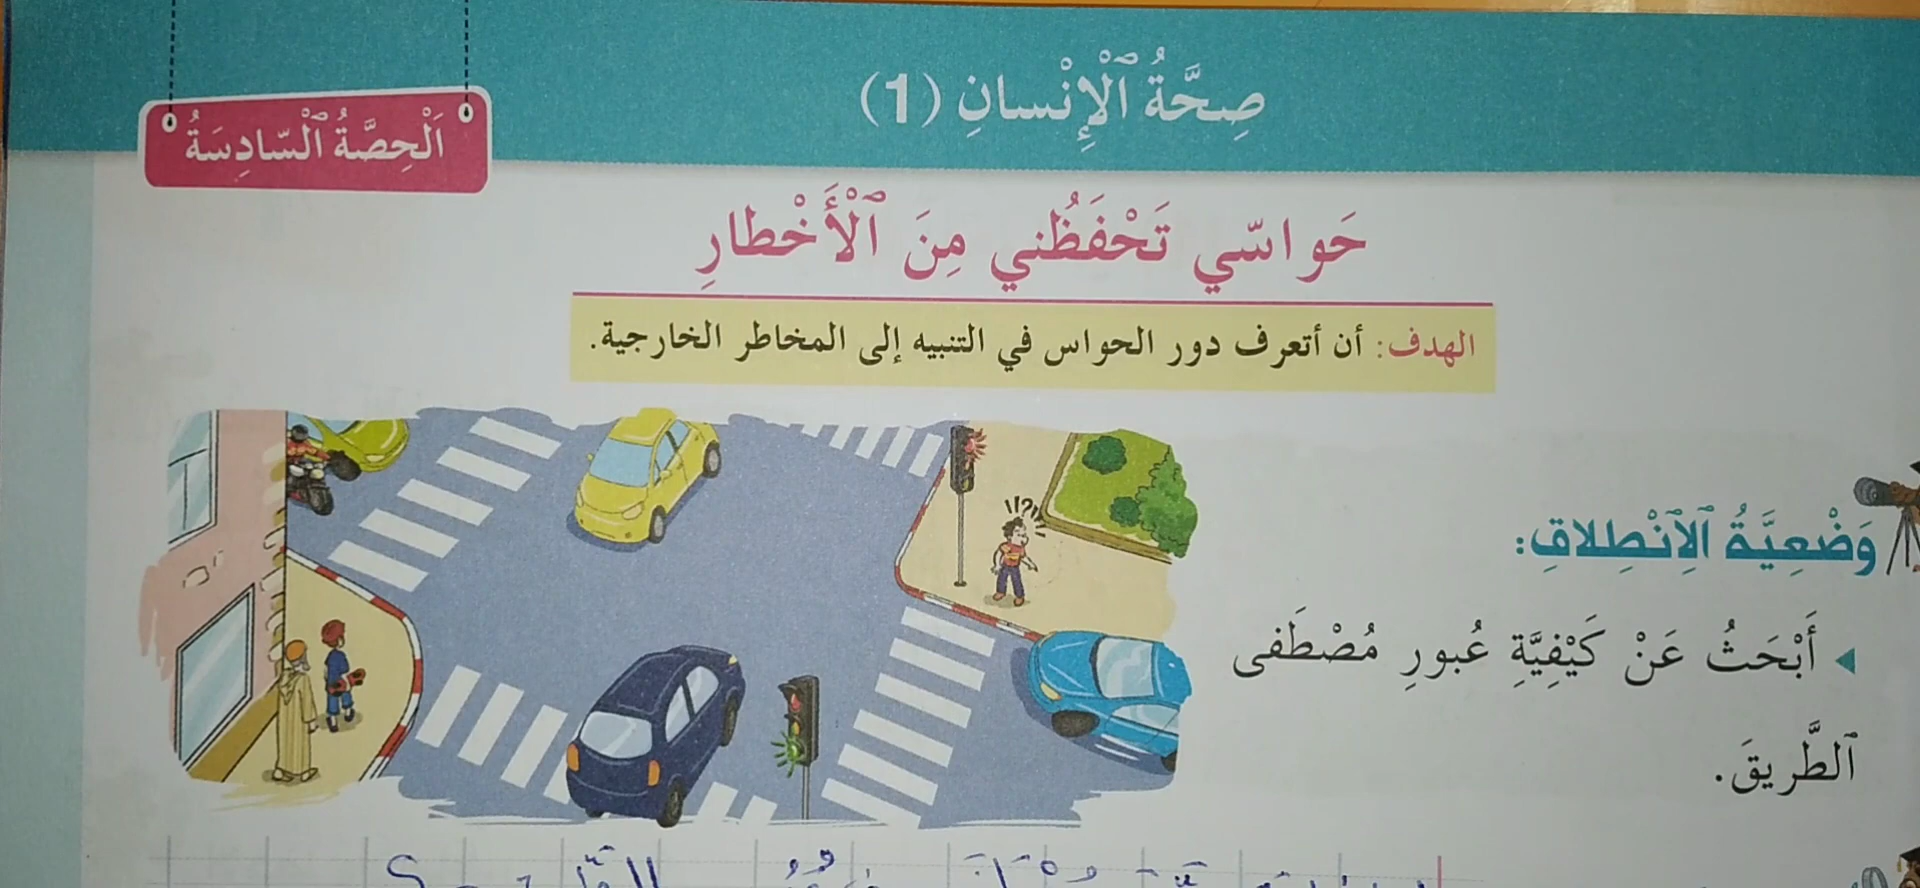 صِحَّةُ ٱلْإِنْسانِ (1)
اَلْحِصَّةُ ٱلسّادِسَةُ
حَواسّي تَحْفَظُني مِنَ ٱلْأَخْطارِ
الهدف: أن أتعرف دور الحواس في التنبيه إلى المخاطر الخارجية.
وَضْعِيَّةُ ٱلِٱنْطِلاقِ:
أَبْحَثُ عَنْ كَيْفِيَّةِ عُبورِ مُصْطَفى
ٱلطَّريقَ.
!?!